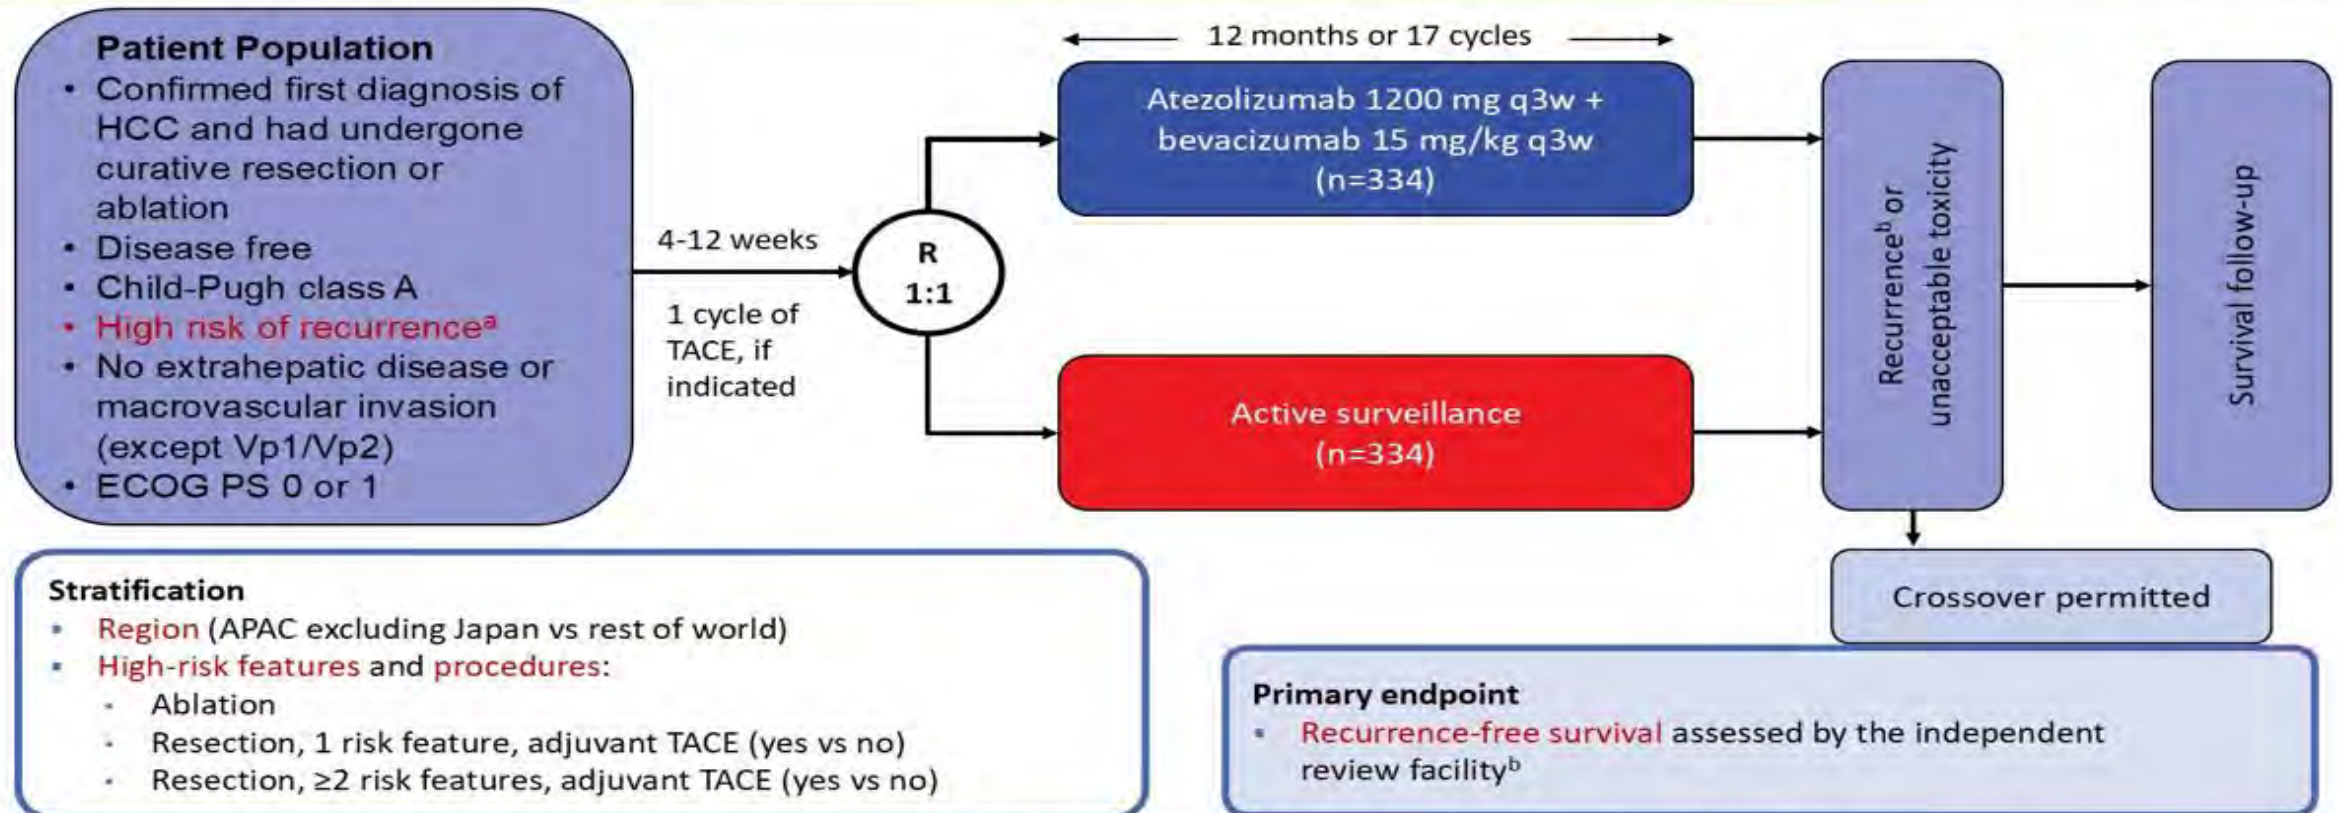 Patient Population
• Confirmed first diagnosis of
HCC and had undergone
curative resection or
ablation
• Disease free
• Child-Pugh class A
• High risk of recurrenceᵃ
• No extrahepatic disease or
macrovascular invasion
(except Vp1/Vp2)
• ECOG PS 0 or 1
4-12 weeks
1 cycle of
TACE, if
indicated
R
1:1
12 months or 17 cycles
Atezolizumab 1200 mg q3w +
bevacizumab 15 mg/kg q3w
(n=334)
Active surveillance
(n=334)
Recurrenceᵇ or
unacceptable toxicity
Survival follow-up
Crossover permitted
Stratification
▪ Region (APAC excluding Japan vs rest of world)
▪ High-risk features and procedures:
· Ablation
· Resection, 1 risk feature, adjuvant TACE (yes vs no)
· Resection, ≥2 risk features, adjuvant TACE (yes vs no)
Primary endpoint
▪ Recurrence-free survival assessed by the independent
review facilityᵇ